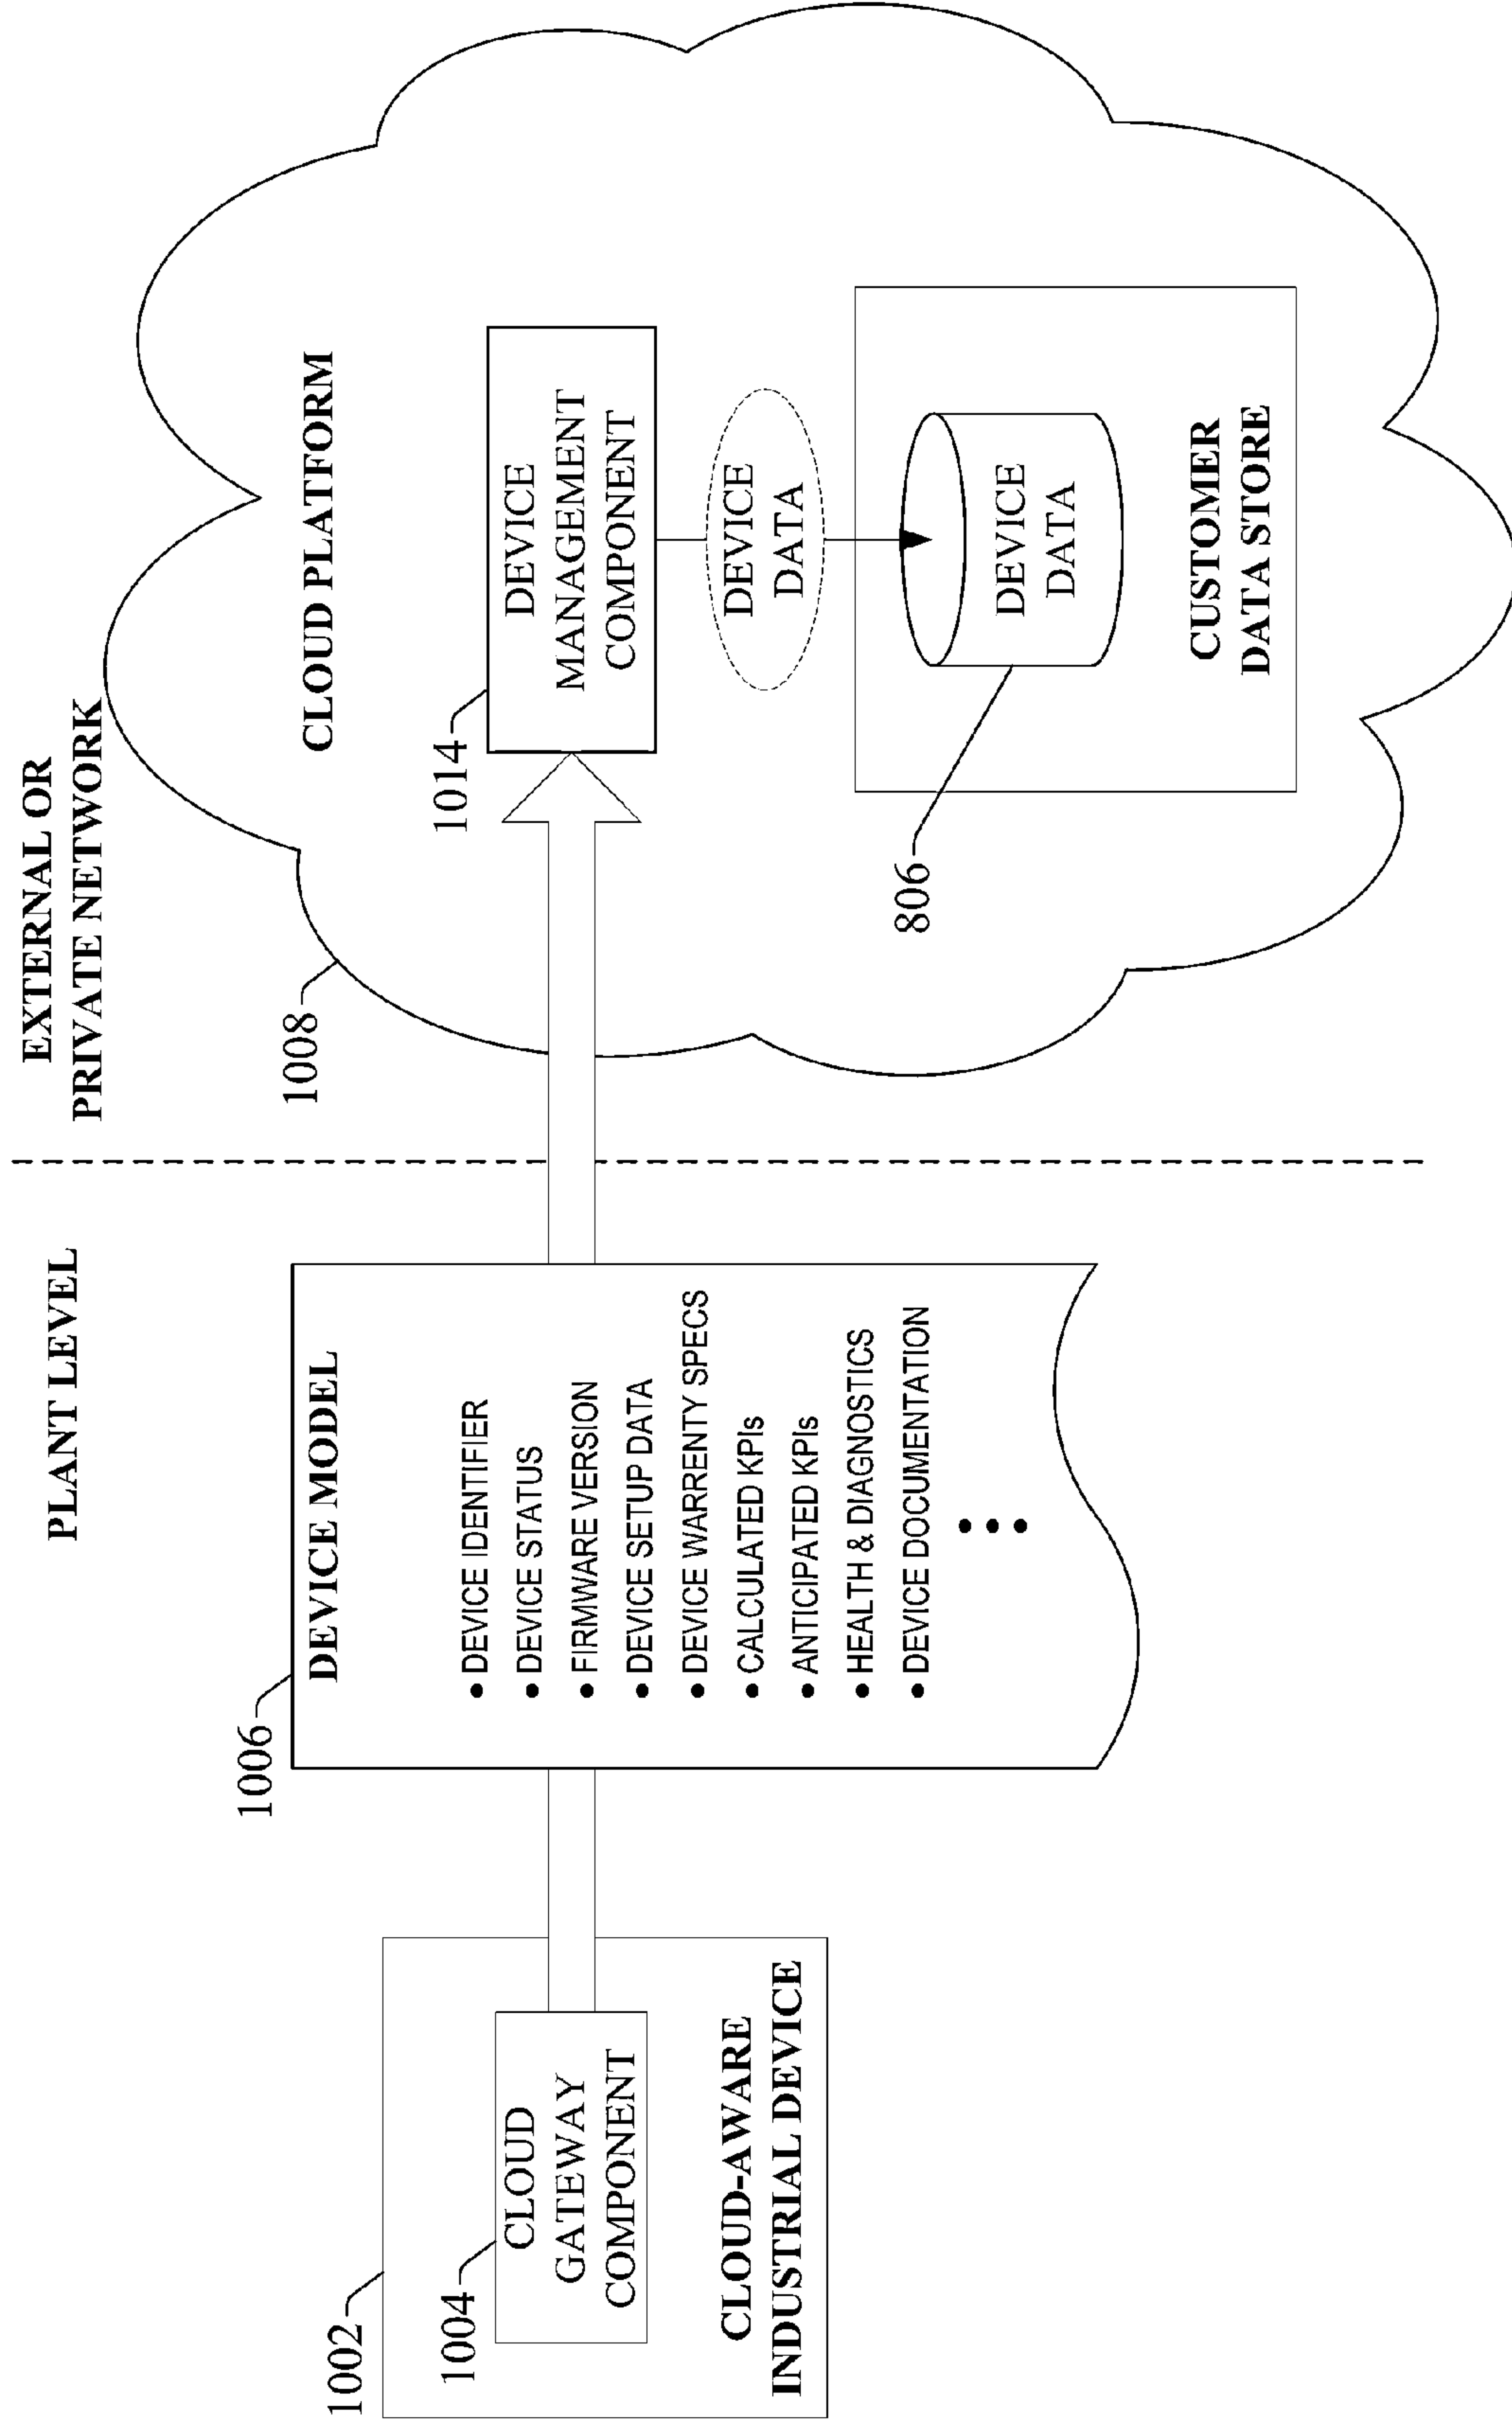 PLANT LEVEL
EXTERNAL OR
PRIVATE NETWORK
1002
1004
CLOUD
GATEWAY
COMPONENT
CLOUD-AWARE
INDUSTRIAL DEVICE
1006
DEVICE MODEL
• DEVICE IDENTIFIER
• DEVICE STATUS
• FIRMWARE VERSION
• DEVICE SETUP DATA
• DEVICE WARRENTY SPECS
• CALCULATED KPIs
• ANTICIPATED KPIs
• HEALTH & DIAGNOSTICS
• DEVICE DOCUMENTATION
1008
CLOUD PLATFORM
1014
DEVICE
MANAGEMENT
COMPONENT
DEVICE
DATA
806
DEVICE
DATA
CUSTOMER
DATA STORE